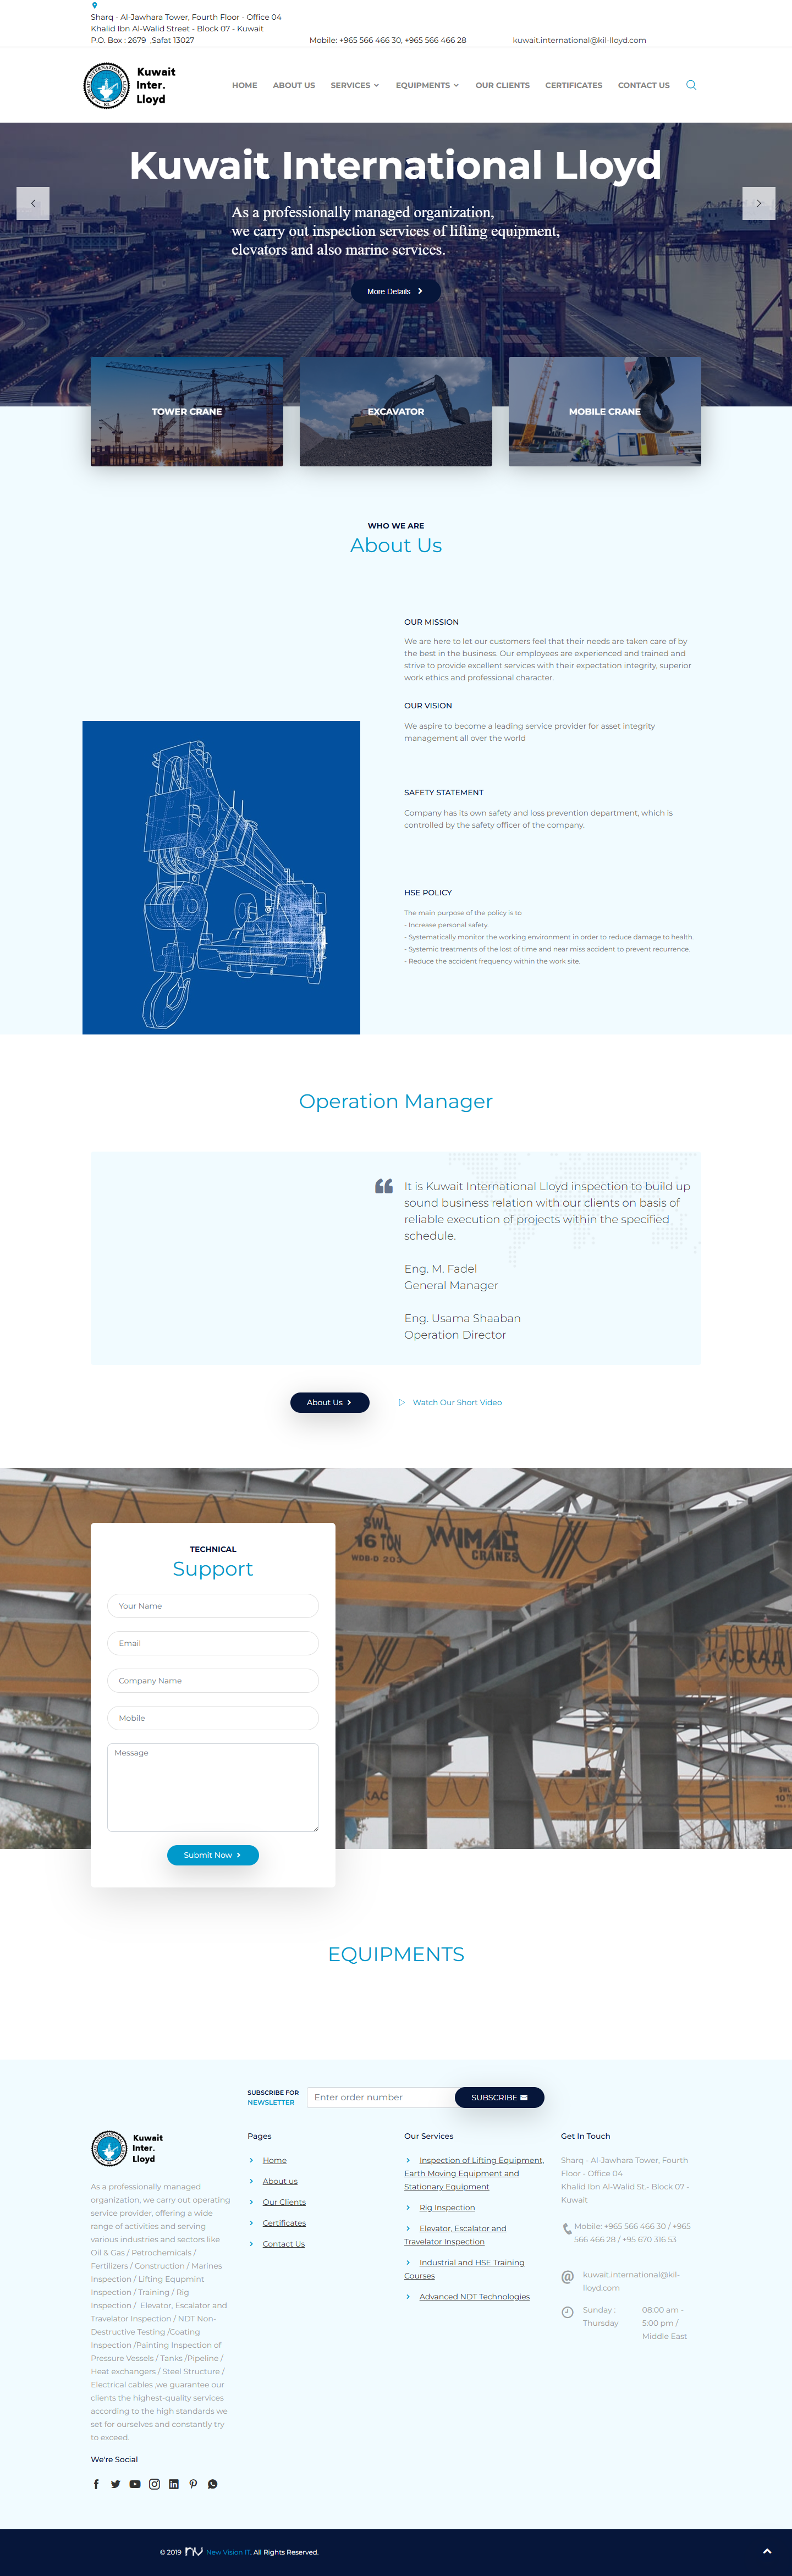 Sharq - Al-Jawhara Tower, Fourth Floor - Office 04
Khalid Ibn Al-Walid Street - Block 07 - Kuwait
P.O. Box : 2679 ,Safat 13027
Mobile: +965 566 466 30, +965 566 466 28
kuwait.international@kil-lloyd.com
Kuwait
Inter.
Lloyd
HOME
ABOUT US
SERVICES
EQUIPMENTS
OUR CLIENTS
CERTIFICATES
CONTACT US
Kuwait International Lloyd
As a professionally managed organization,
we carry out inspection services of lifting equipment,
elevators and also marine services.
More Details
TOWER CRANE
EXCAVATOR
MOBILE CRANE
WHO WE ARE
About Us
OUR MISSION
We are here to let our customers feel that their needs are taken care of by
the best in the business. Our employees are experienced and trained and
strive to provide excellent services with their expectation integrity, superior
work ethics and professional character.
OUR VISION
We aspire to become a leading service provider for asset integrity
management all over the world
SAFETY STATEMENT
Company has its own safety and loss prevention department, which is
controlled by the safety officer of the company.
HSE POLICY
The main purpose of the policy is to
- Increase personal safety.
- Systematically monitor the working environment in order to reduce damage to health.
- Systemic treatments of the lost of time and near miss accident to prevent recurrence.
- Reduce the accident frequency within the work site.
Operation Manager
It is Kuwait International Lloyd inspection to build up
sound business relation with our clients on basis of
reliable execution of projects within the specified
schedule.
Eng. M. Fadel
General Manager
Eng. Usama Shaaban
Operation Director
About Us
Watch Our Short Video
SWL
16 TON
WDB-D 203
WIMAC
CRANES
TECHNICAL
Support
Your Name
Email
Company Name
Mobile
Message
Submit Now
EQUIPMENTS
SUBSCRIBE FOR
NEWSLETTER
Enter order number
SUBSCRIBE
Kuwait
Inter.
Lloyd
As a professionally managed
organization, we carry out operating
service provider, offering a wide
range of activities and serving
various industries and sectors like
Oil & Gas / Petrochemicals /
Fertilizers / Construction / Marines
Inspection / Lifting Equpmint
Inspection / Training / Rig
Inspection / Elevator, Escalator and
Travelator Inspection / NDT Non-
Destructive Testing /Coating
Inspection /Painting Inspection of
Pressure Vessels / Tanks /Pipeline /
Heat exchangers / Steel Structure /
Electrical cables ,we guarantee our
clients the highest-quality services
according to the high standards we
set for ourselves and constantly try
to exceed.
We're Social
Pages
Home
About us
Our Clients
Certificates
Contact Us
Our Services
Inspection of Lifting Equipment,
Earth Moving Equipment and
Stationary Equipment
Rig Inspection
Elevator, Escalator and
Travelator Inspection
Industrial and HSE Training
Courses
Advanced NDT Technologies
Get In Touch
Sharq - Al-Jawhara Tower, Fourth
Floor - Office 04
Khalid Ibn Al-Walid St.- Block 07 -
Kuwait
Mobile: +965 566 466 30 / +965
566 466 28 / +95 670 316 53
kuwait.international@kil-
lloyd.com
Sunday :
Thursday
08:00 am -
5:00 pm /
Middle East
© 2019 nv New Vision IT. All Rights Reserved.